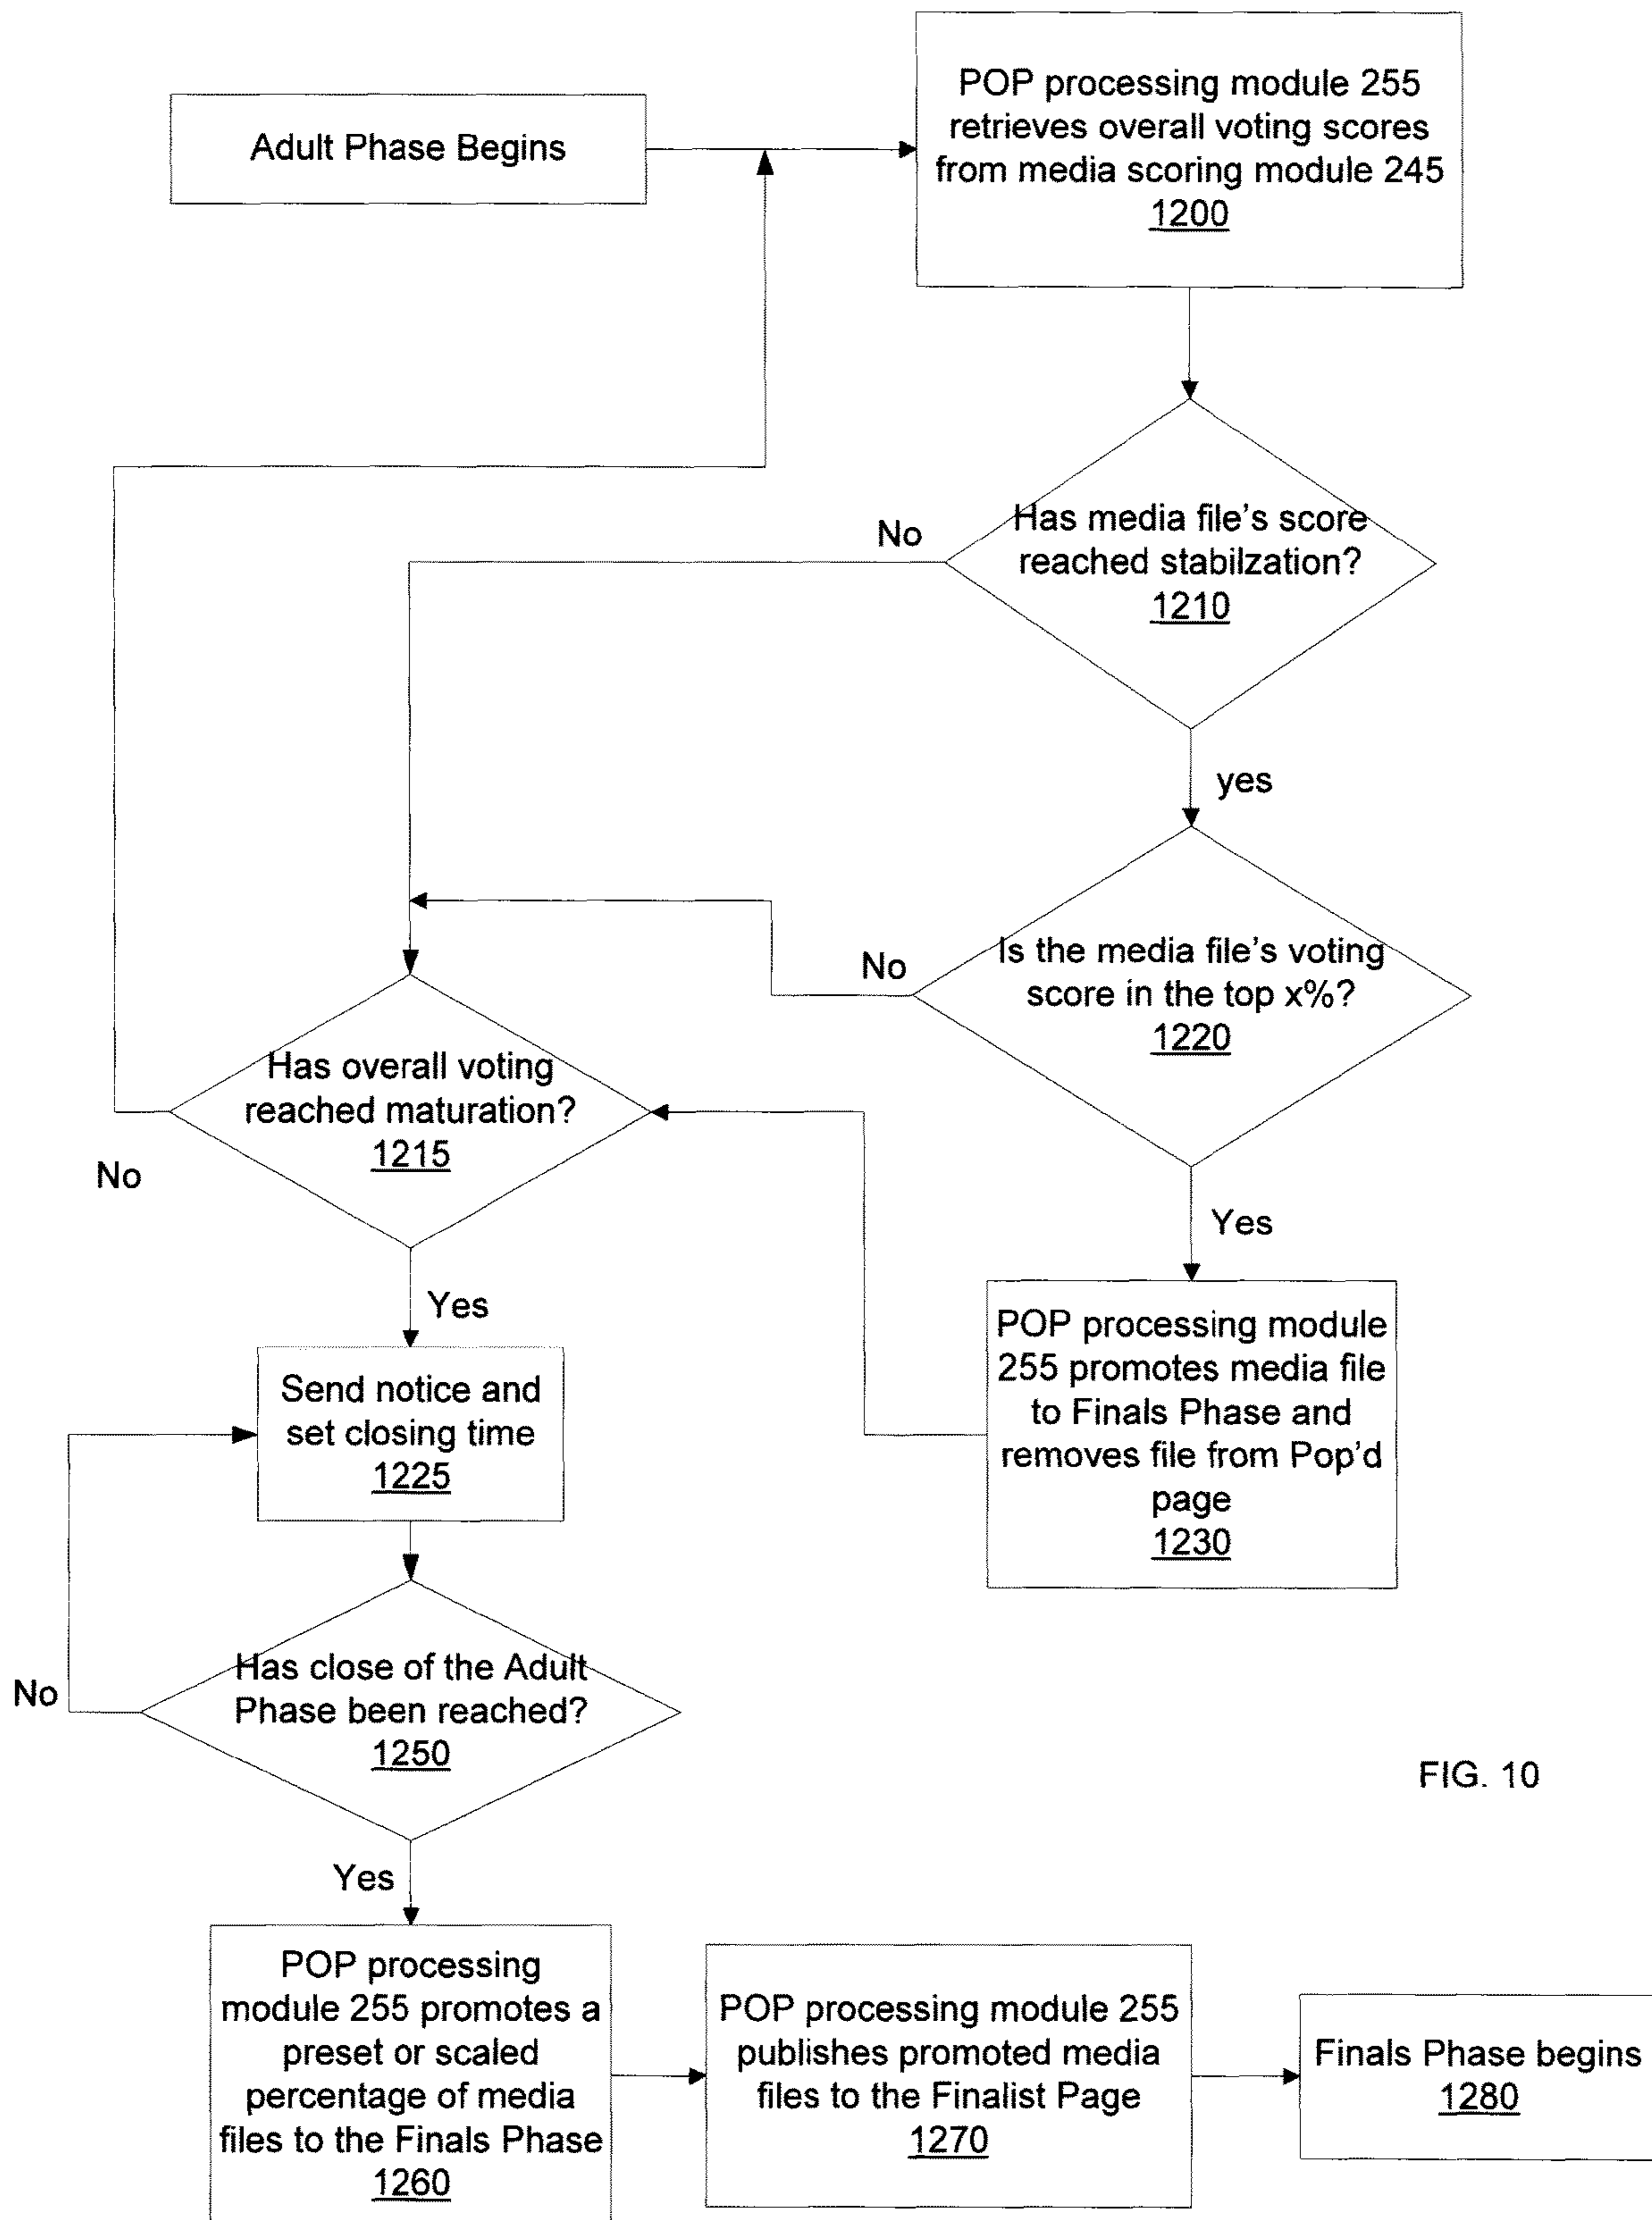 Adult Phase Begins
POP processing module 255
retrieves overall voting scores
from media scoring module 245
1200
Has media file's score
reached stabilzation?
1210
No
yes
Is the media file's voting
score in the top x%?
1220
No
Yes
Has overall voting
reached maturation?
1215
No
Yes
POP processing module
255 promotes media file
to Finals Phase and
removes file from Pop'd
page
1230
Send notice and
set closing time
1225
Has close of the Adult
Phase been reached?
1250
No
Yes
FIG. 10
POP processing
module 255 promotes a
preset or scaled
percentage of media
files to the Finals Phase
1260
POP processing module 255
publishes promoted media
files to the Finalist Page
1270
Finals Phase begins
1280